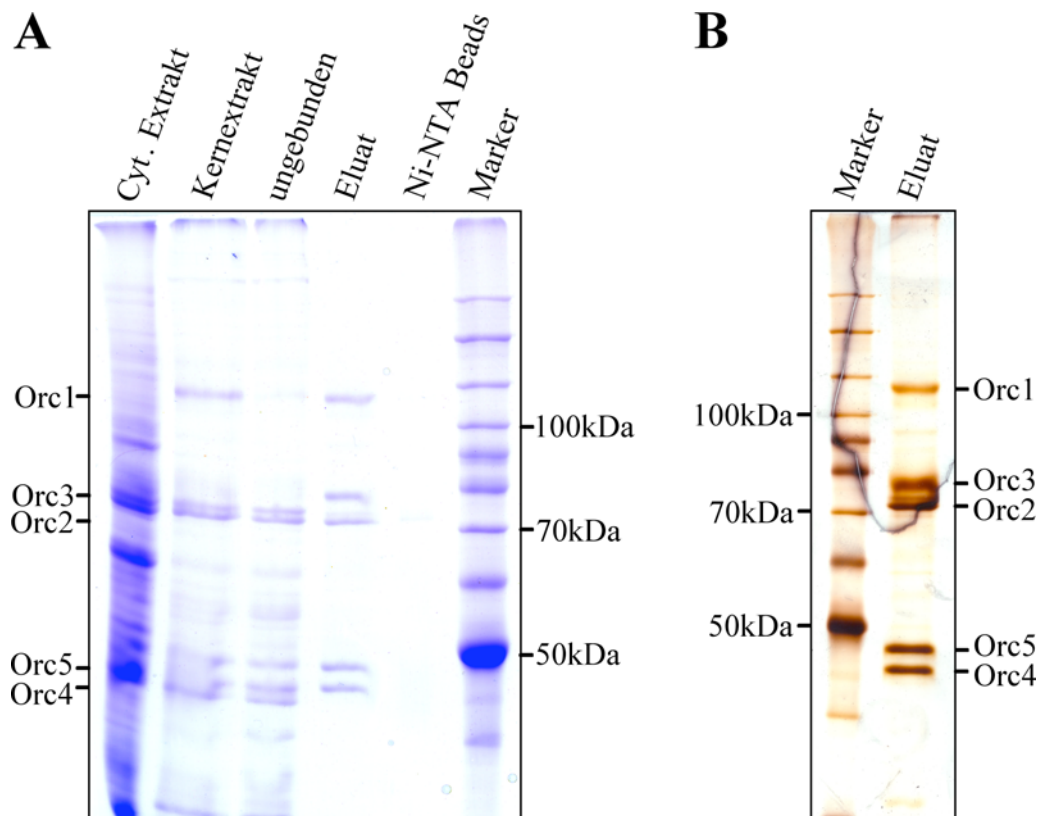 A
Cyt. Extrakt
Kernextrakt
ungebunden
Eluat
Ni-NTA Beads
Marker
Orc1
Orc3
Orc2
Orc5
Orc4
100kDa
70kDa
50kDa
B
Marker
Eluat
100kDa
70kDa
50kDa
Orc1
Orc3
Orc2
Orc5
Orc4